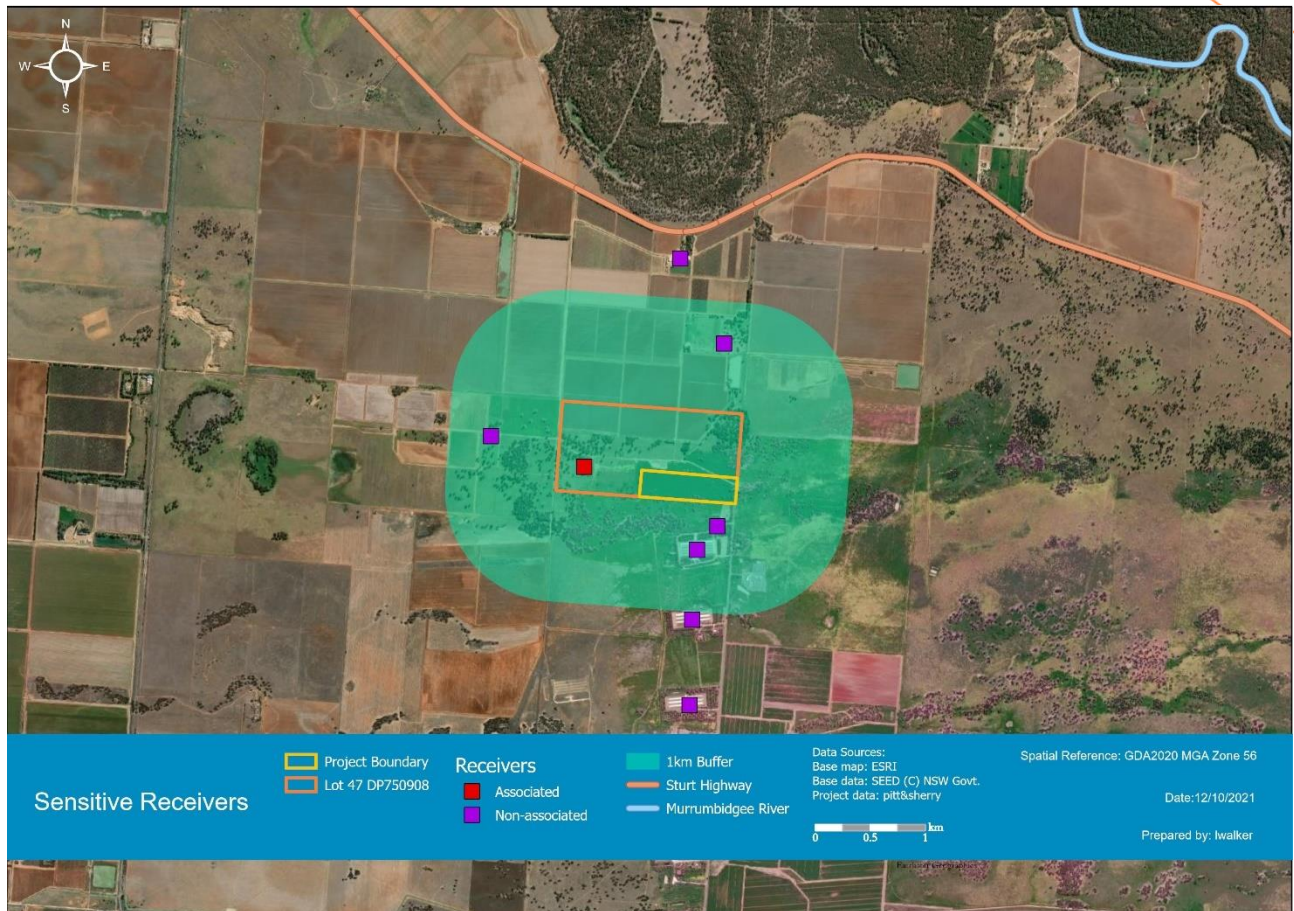 N
W E
S
Sensitive Receivers
Project Boundary
Lot 47 DP750908
Receivers
Associated
Non-associated
1km Buffer
Sturt Highway
Murrumbidgee River
Data Sources:
Base map: ESRI
Base data: SEED (C) NSW Govt.
Project data: pitt&sherry
km
0 0.5 1
Spatial Reference: GDA2020 MGA Zone 56
Date:12/10/2021
Prepared by: lwalker